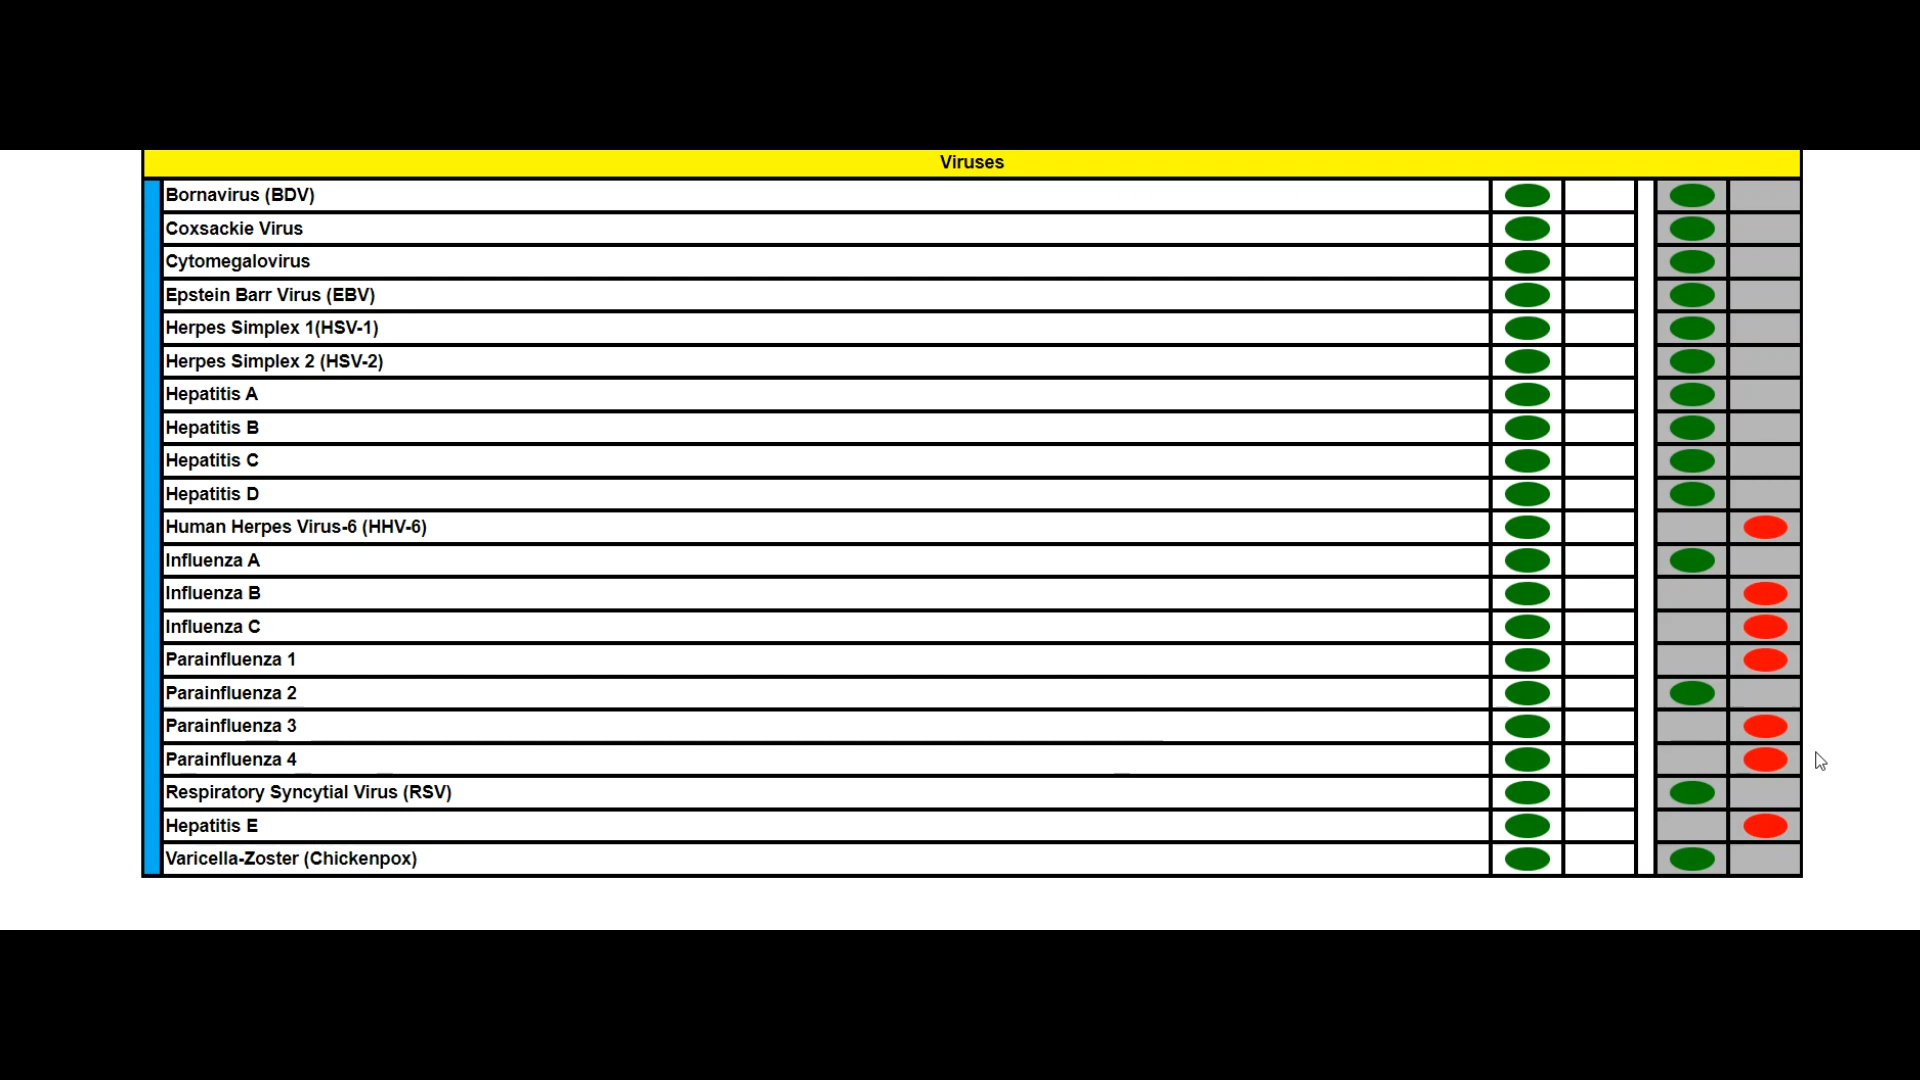 Viruses
Bornavirus (BDV)
Coxsackie Virus
Cytomegalovirus
Epstein Barr Virus (EBV)
Herpes Simplex 1(HSV-1)
Herpes Simplex 2 (HSV-2)
Hepatitis A
Hepatitis B
Hepatitis C
Hepatitis D
Human Herpes Virus-6 (HHV-6)
Influenza A
Influenza B
Influenza C
Parainfluenza 1
Parainfluenza 2
Parainfluenza 3
Parainfluenza 4
Respiratory Syncytial Virus (RSV)
Hepatitis E
Varicella-Zoster (Chickenpox)